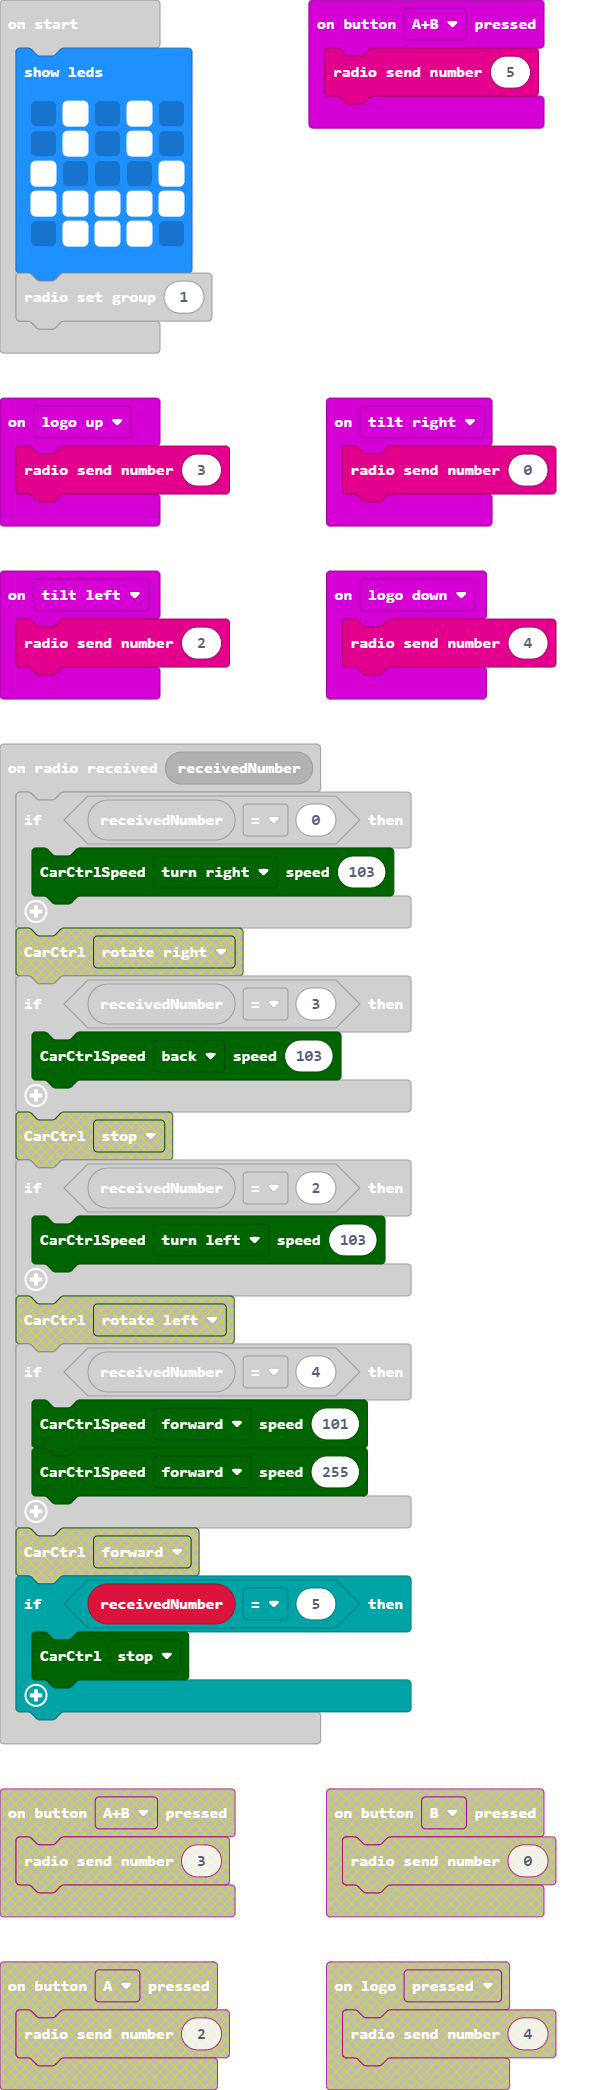 on start
on button A+B pressed
show leds
radio send number 5
radio set group 1
on logo up
on tilt right
radio send number 3
radio send number 0
on tilt left
on logo down
radio send number 2
radio send number 4
on radio received receivedNumber
if receivedNumber = 0 then
CarCtrlSpeed turn right speed 103
CarCtrl rotate right
if receivedNumber = 3 then
CarCtrlSpeed back speed 103
CarCtrl stop
if receivedNumber = 2 then
CarCtrlSpeed turn left speed 103
CarCtrl rotate left
if receivedNumber = 4 then
CarCtrlSpeed forward speed 101
CarCtrlSpeed forward speed 255
CarCtrl forward
if receivedNumber = 5 then
CarCtrl stop
on button A+B pressed
on button B pressed
radio send number 3
radio send number 0
on button A pressed
on logo pressed
radio send number 2
radio send number 4